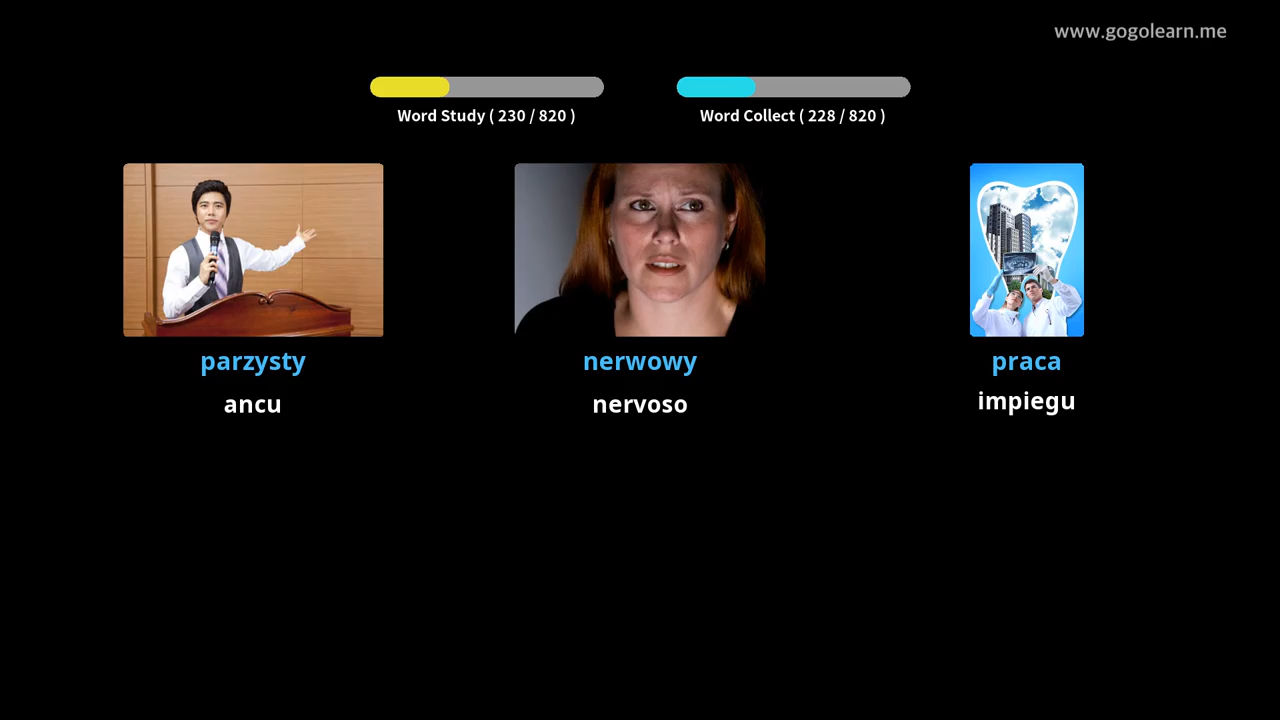 www.gogolearn.me
Word Study ( 230 / 820 )
Word Collect ( 228 / 820 )
parzysty
nerwowy
praca
ancu
nervoso
impiegu